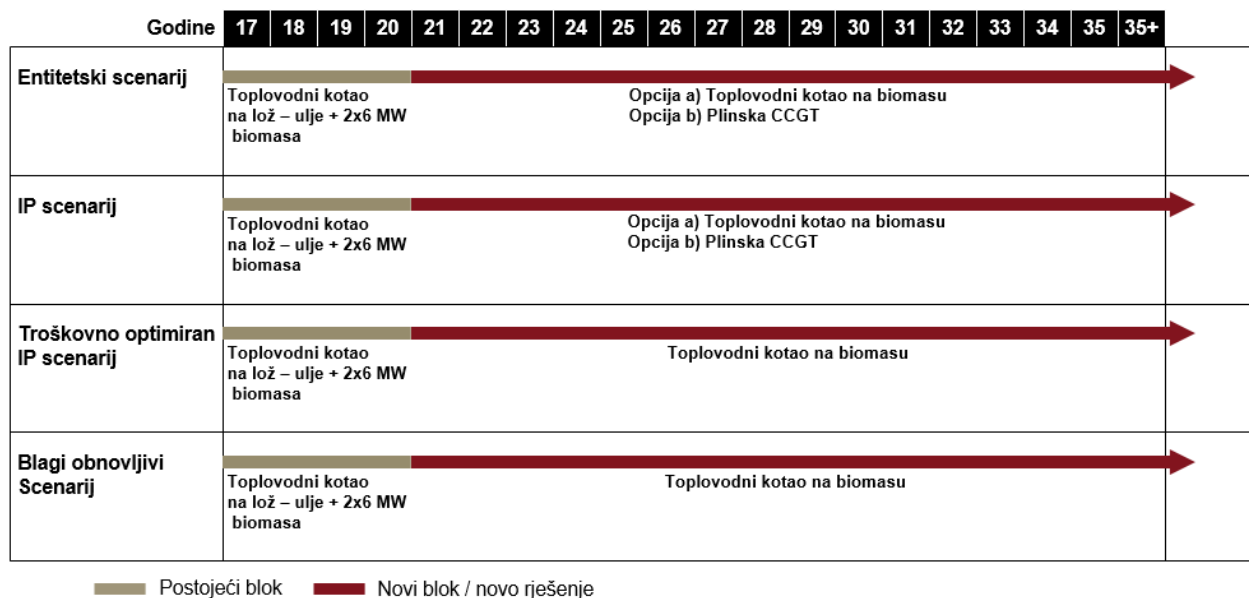 Godine 17 18 19 20 21 22 23 24 25 26 27 28 29 30 31 32 33 34 35 35+
Entitetski scenarij
Toplovodni kotao
na lož – ulje + 2x6 MW
biomasa
Opcija a) Toplovodni kotao na biomasu
Opcija b) Plinska CCGT
IP scenarij
Toplovodni kotao
na lož – ulje + 2x6 MW
biomasa
Opcija a) Toplovodni kotao na biomasu
Opcija b) Plinska CCGT
Troškovno optimiran
IP scenarij
Toplovodni kotao
na lož – ulje + 2x6 MW
biomasa
Toplovodni kotao na biomasu
Blagi obnovljivi
Scenarij
Toplovodni kotao
na lož – ulje + 2x6 MW
biomasa
Toplovodni kotao na biomasu
Postojeći blok
Novi blok / novo rješenje